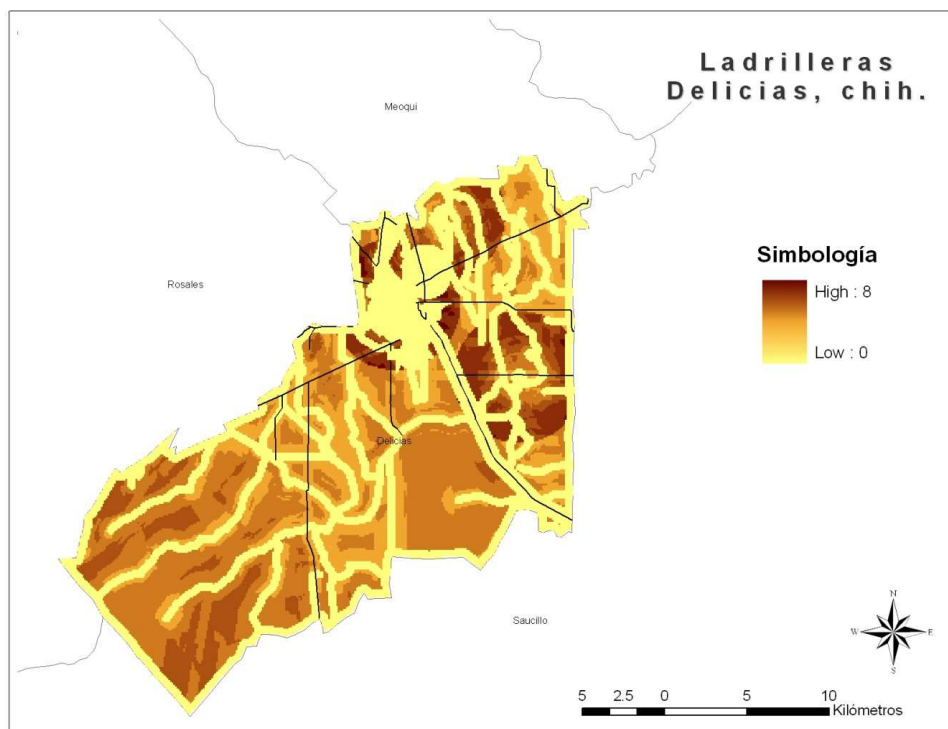 Ladrilleras
Delicias, chih.
Meoqui
Rosales
Simbología
High : 8
Low : 0
Delicias
Saucillo
N
W E
S
5 2.5 0 5 10
Kilómetros